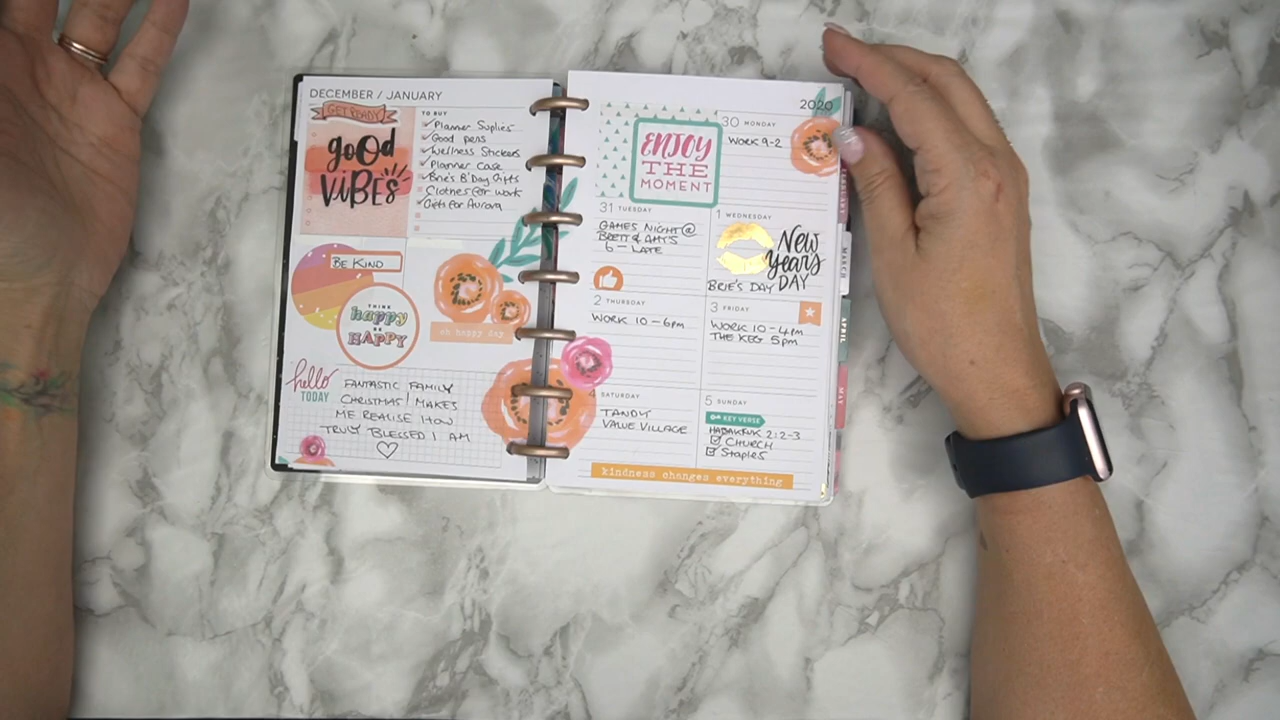 DECEMBER / JANUARY
GET READY
good
vibes
TO BUY
Planner Suplies
Good pens
Wellness Stickers
Planner Case
Brie's B'Day Gifts
Clothes for work
Gifts for Aurora
BE KIND
THINK
happy
BE
HAPPY
oh happy day
hello
TODAY
FANTASTIC FAMILY
CHRISTMAS! MAKES
ME REALISE HOW
TRULY BLESSED I AM
2020
ENJOY
THE
MOMENT
30 MONDAY
WORK 9-2
31 TUESDAY
GAMES NIGHT @
BRETT & AMY'S
6 - LATE
1 WEDNESDAY
NEW
YEAR'S
DAY
BRIE'S DAY
2 THURSDAY
WORK 10-6pm
3 FRIDAY
WORK 10-4pm
THE KEG 5pm
4 SATURDAY
TANDY
VALUE VILLAGE
5 SUNDAY
KEY VERSE
HABAKKUK 2:2-3
CHURCH
Staples
kindness changes everything
FEBRUARY
MARCH
APRIL
MAY